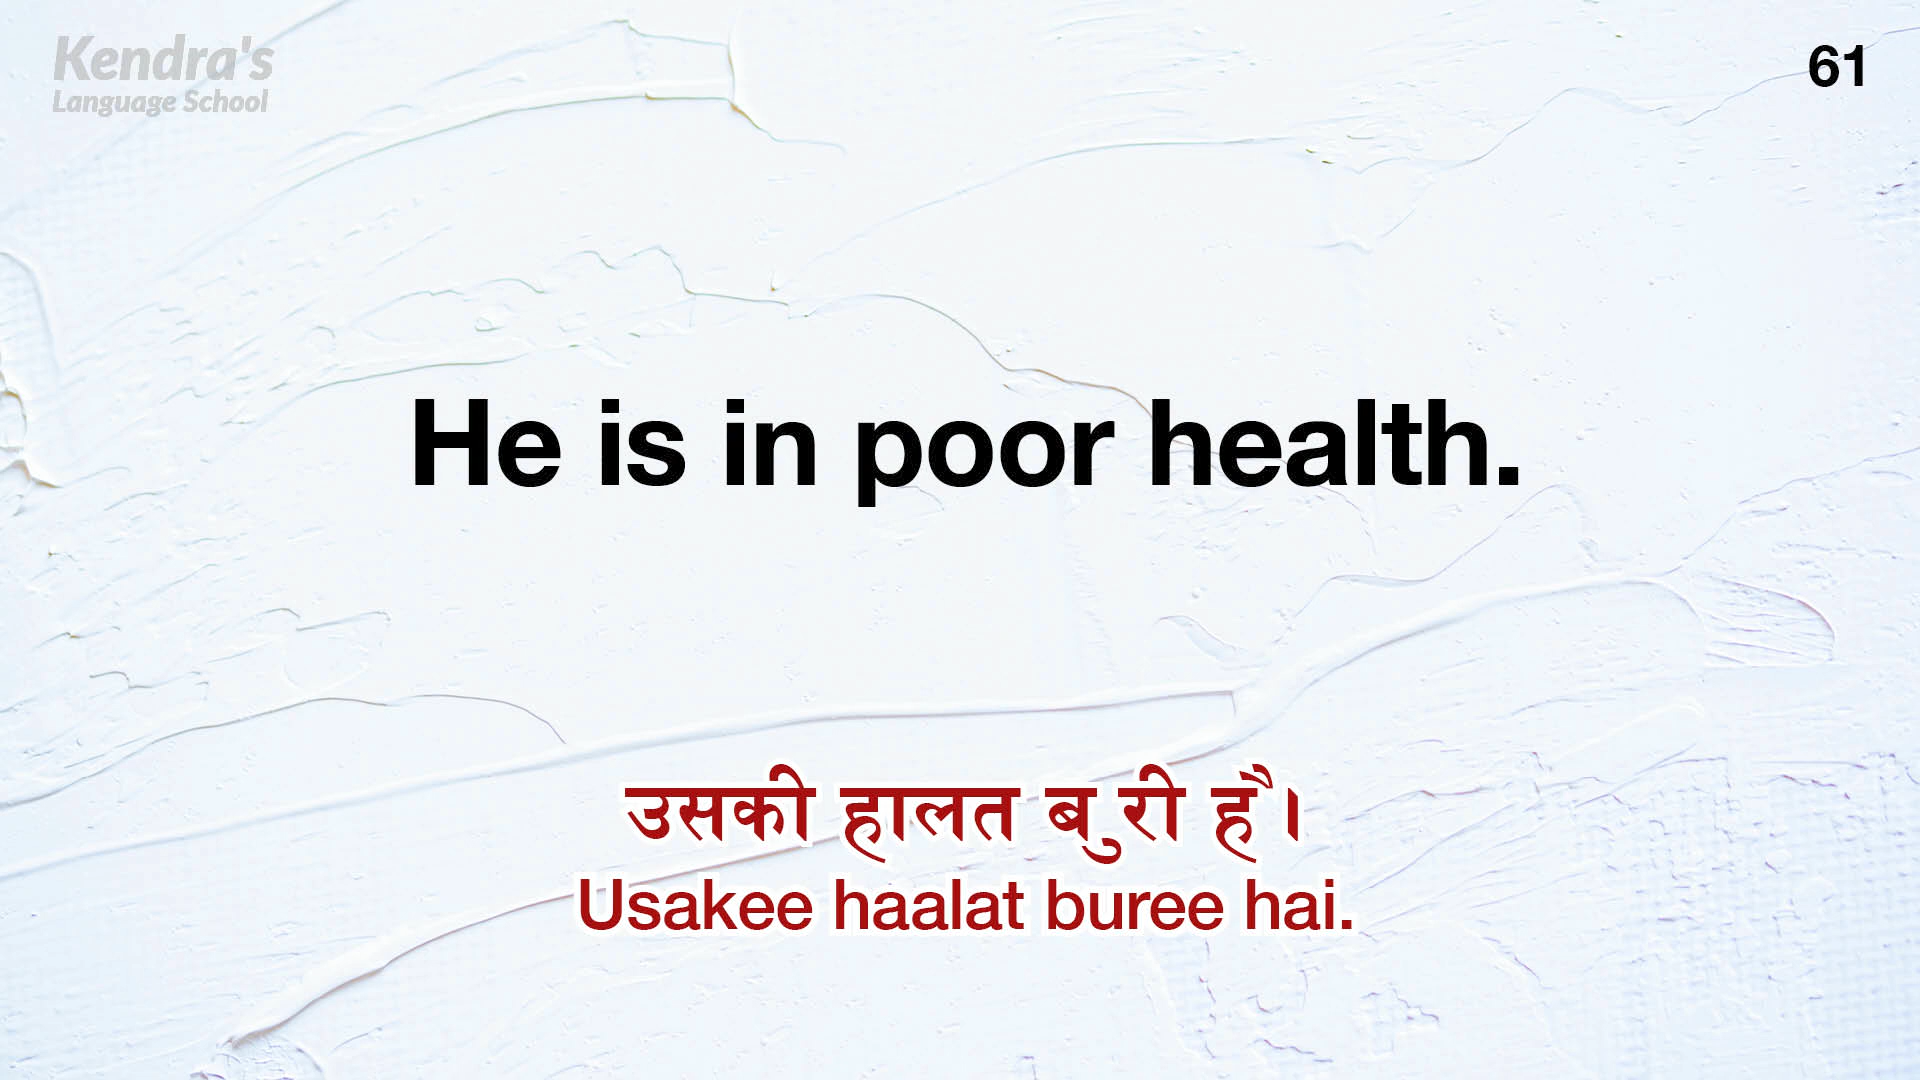 Kendra's
Language School
61
He is in poor health.
उसकी हालत बुरी है।
Usakee haalat buree hai.